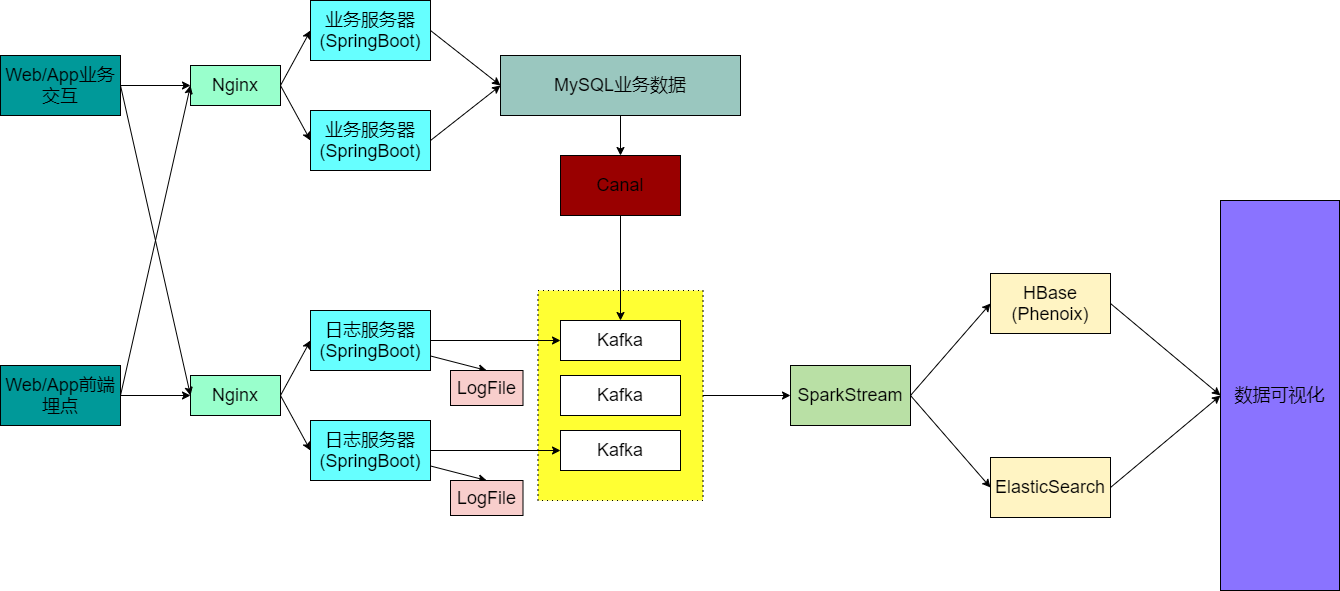 Web/App业务
交互
Nginx
业务服务器
(SpringBoot)
业务服务器
(SpringBoot)
MySQL业务数据
Canal
Web/App前端
埋点
Nginx
日志服务器
(SpringBoot)
LogFile
日志服务器
(SpringBoot)
LogFile
Kafka
Kafka
Kafka
SparkStream
HBase
(Phenoix)
ElasticSearch
数据可视化